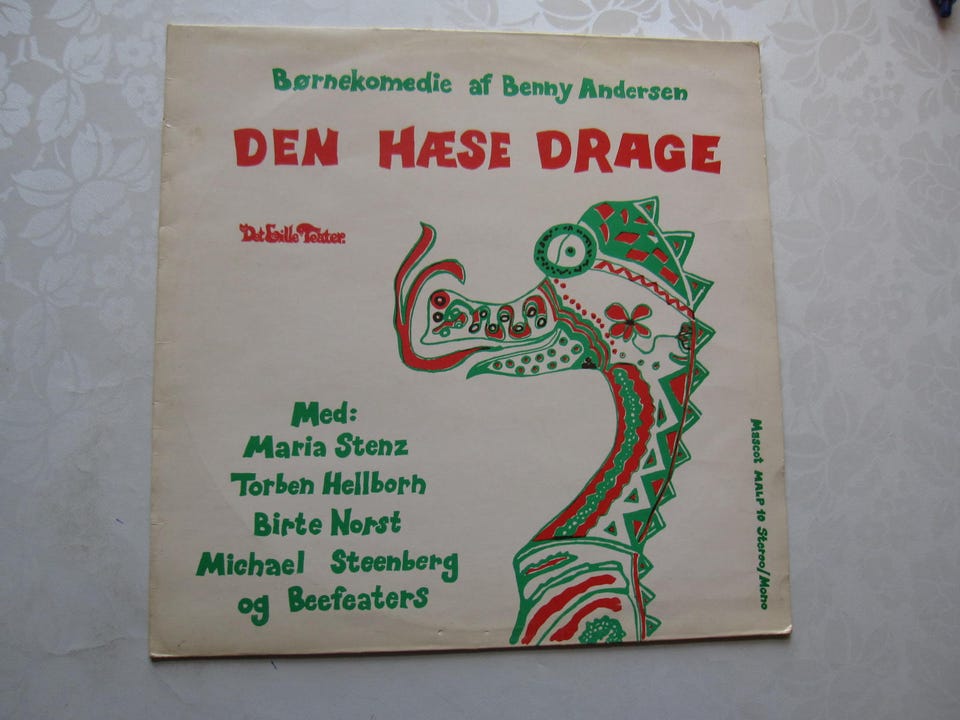 Børnekomedie af Benny Andersen
DEN HÆSE DRAGE
Det Lille Teater.
Med:
Maria Stenz
Torben Hellborn
Birte Norst
Michael Steenberg
og Beefeaters
Mascot MALP 10 Stereo/Mono